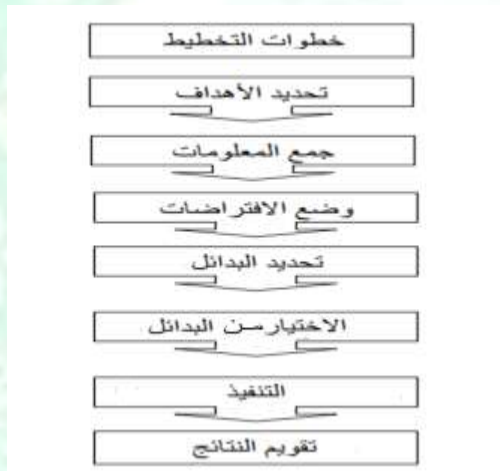 خطوات التخطيط
تحديد الأهداف
جمع المعلومات
وضع الافتراضات
تحديد البدائل
الاختيار من البدائل
التنفيذ
تقويم النتائج